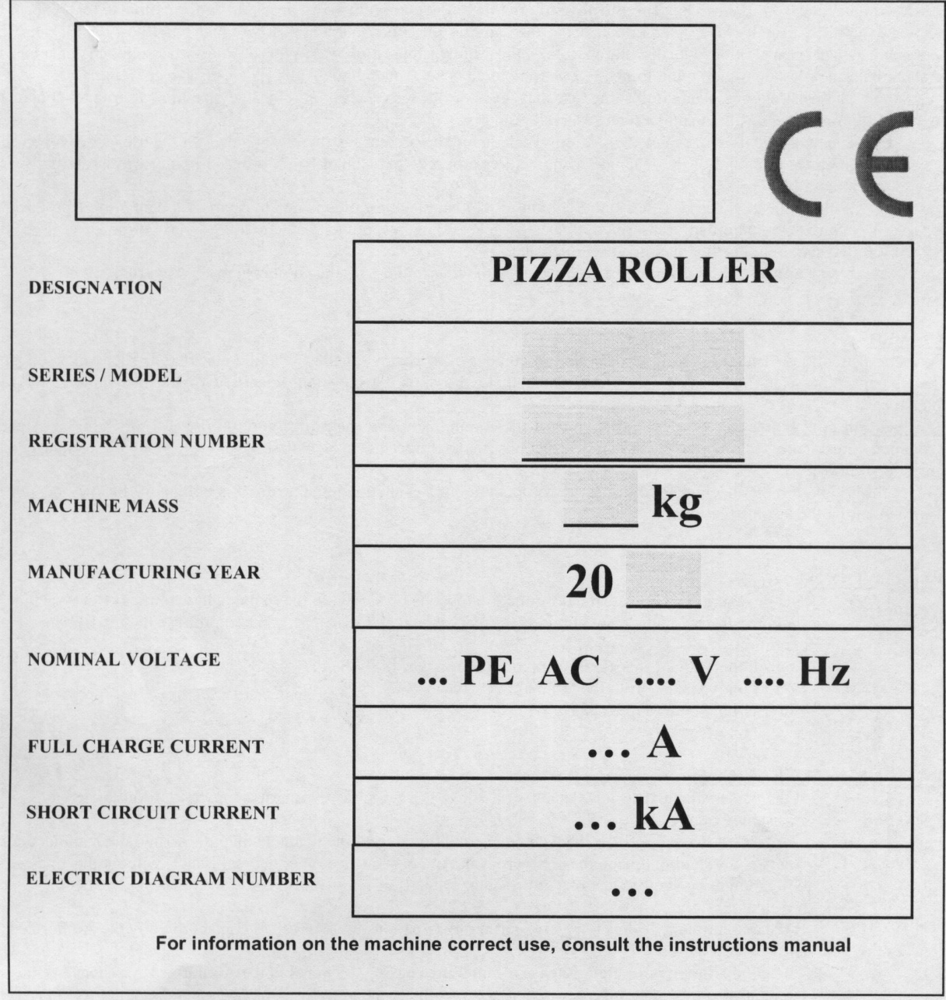 CE
DESIGNATION PIZZA ROLLER
SERIES / MODEL
REGISTRATION NUMBER
MACHINE MASS kg
MANUFACTURING YEAR 20
NOMINAL VOLTAGE ... PE AC .... V .... Hz
FULL CHARGE CURRENT ... A
SHORT CIRCUIT CURRENT ... kA
ELECTRIC DIAGRAM NUMBER ...
For information on the machine correct use, consult the instructions manual